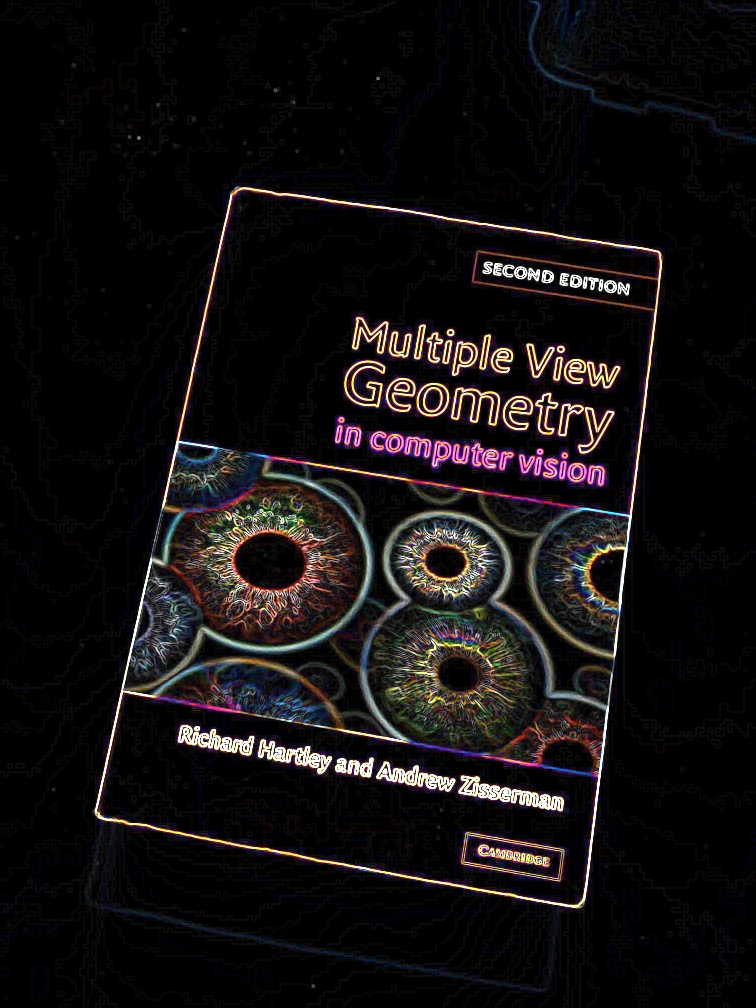 SECOND EDITION
Multiple View
Geometry
in computer vision
Richard Hartley and Andrew Zisserman
CAMBRIDGE